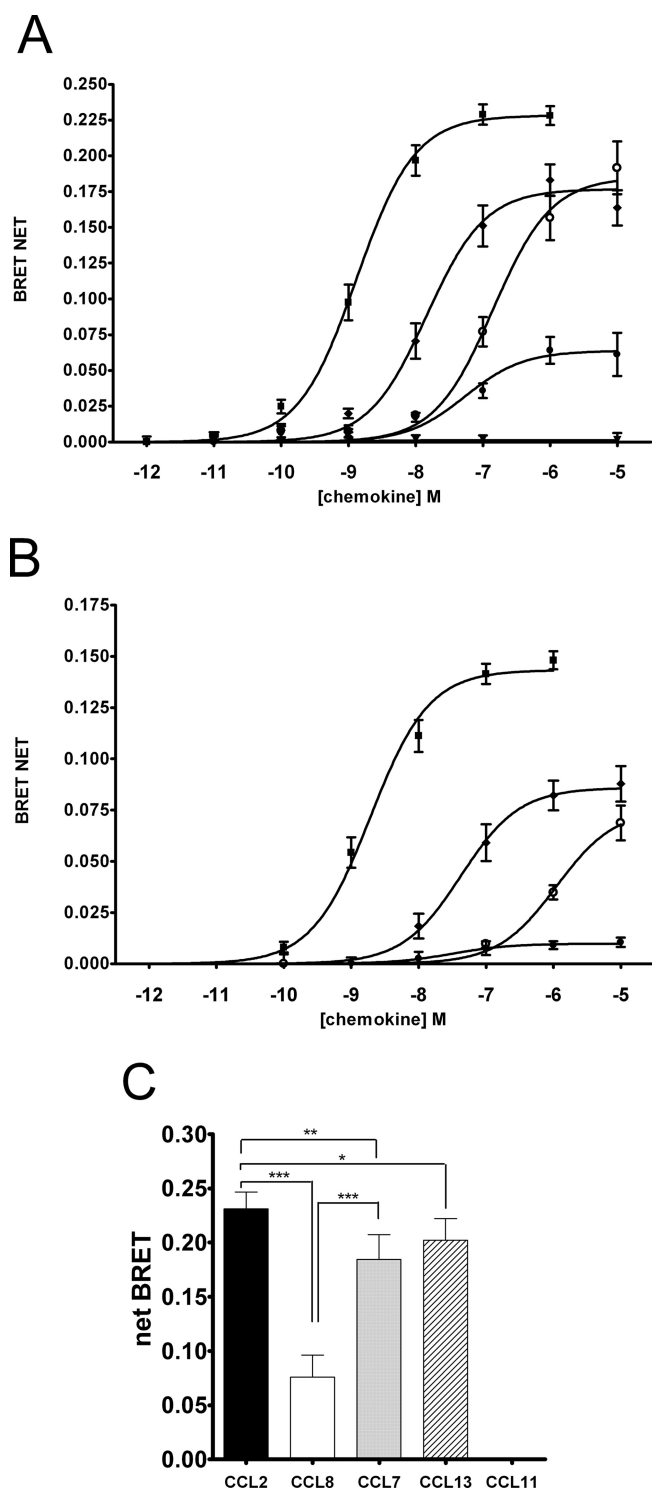 A
0.250
0.225
0.200
0.175
0.150
0.125
0.100
0.075
0.050
0.025
0.000
BRET NET
-12 -11 -10 -9 -8 -7 -6 -5
[chemokine] M
B
0.175
0.150
0.125
0.100
0.075
0.050
0.025
0.000
BRET NET
-12 -11 -10 -9 -8 -7 -6 -5
[chemokine] M
C
0.30
0.25
0.20
0.15
0.10
0.05
0.00
net BRET
**
*
***
***
CCL2 CCL8 CCL7 CCL13 CCL11